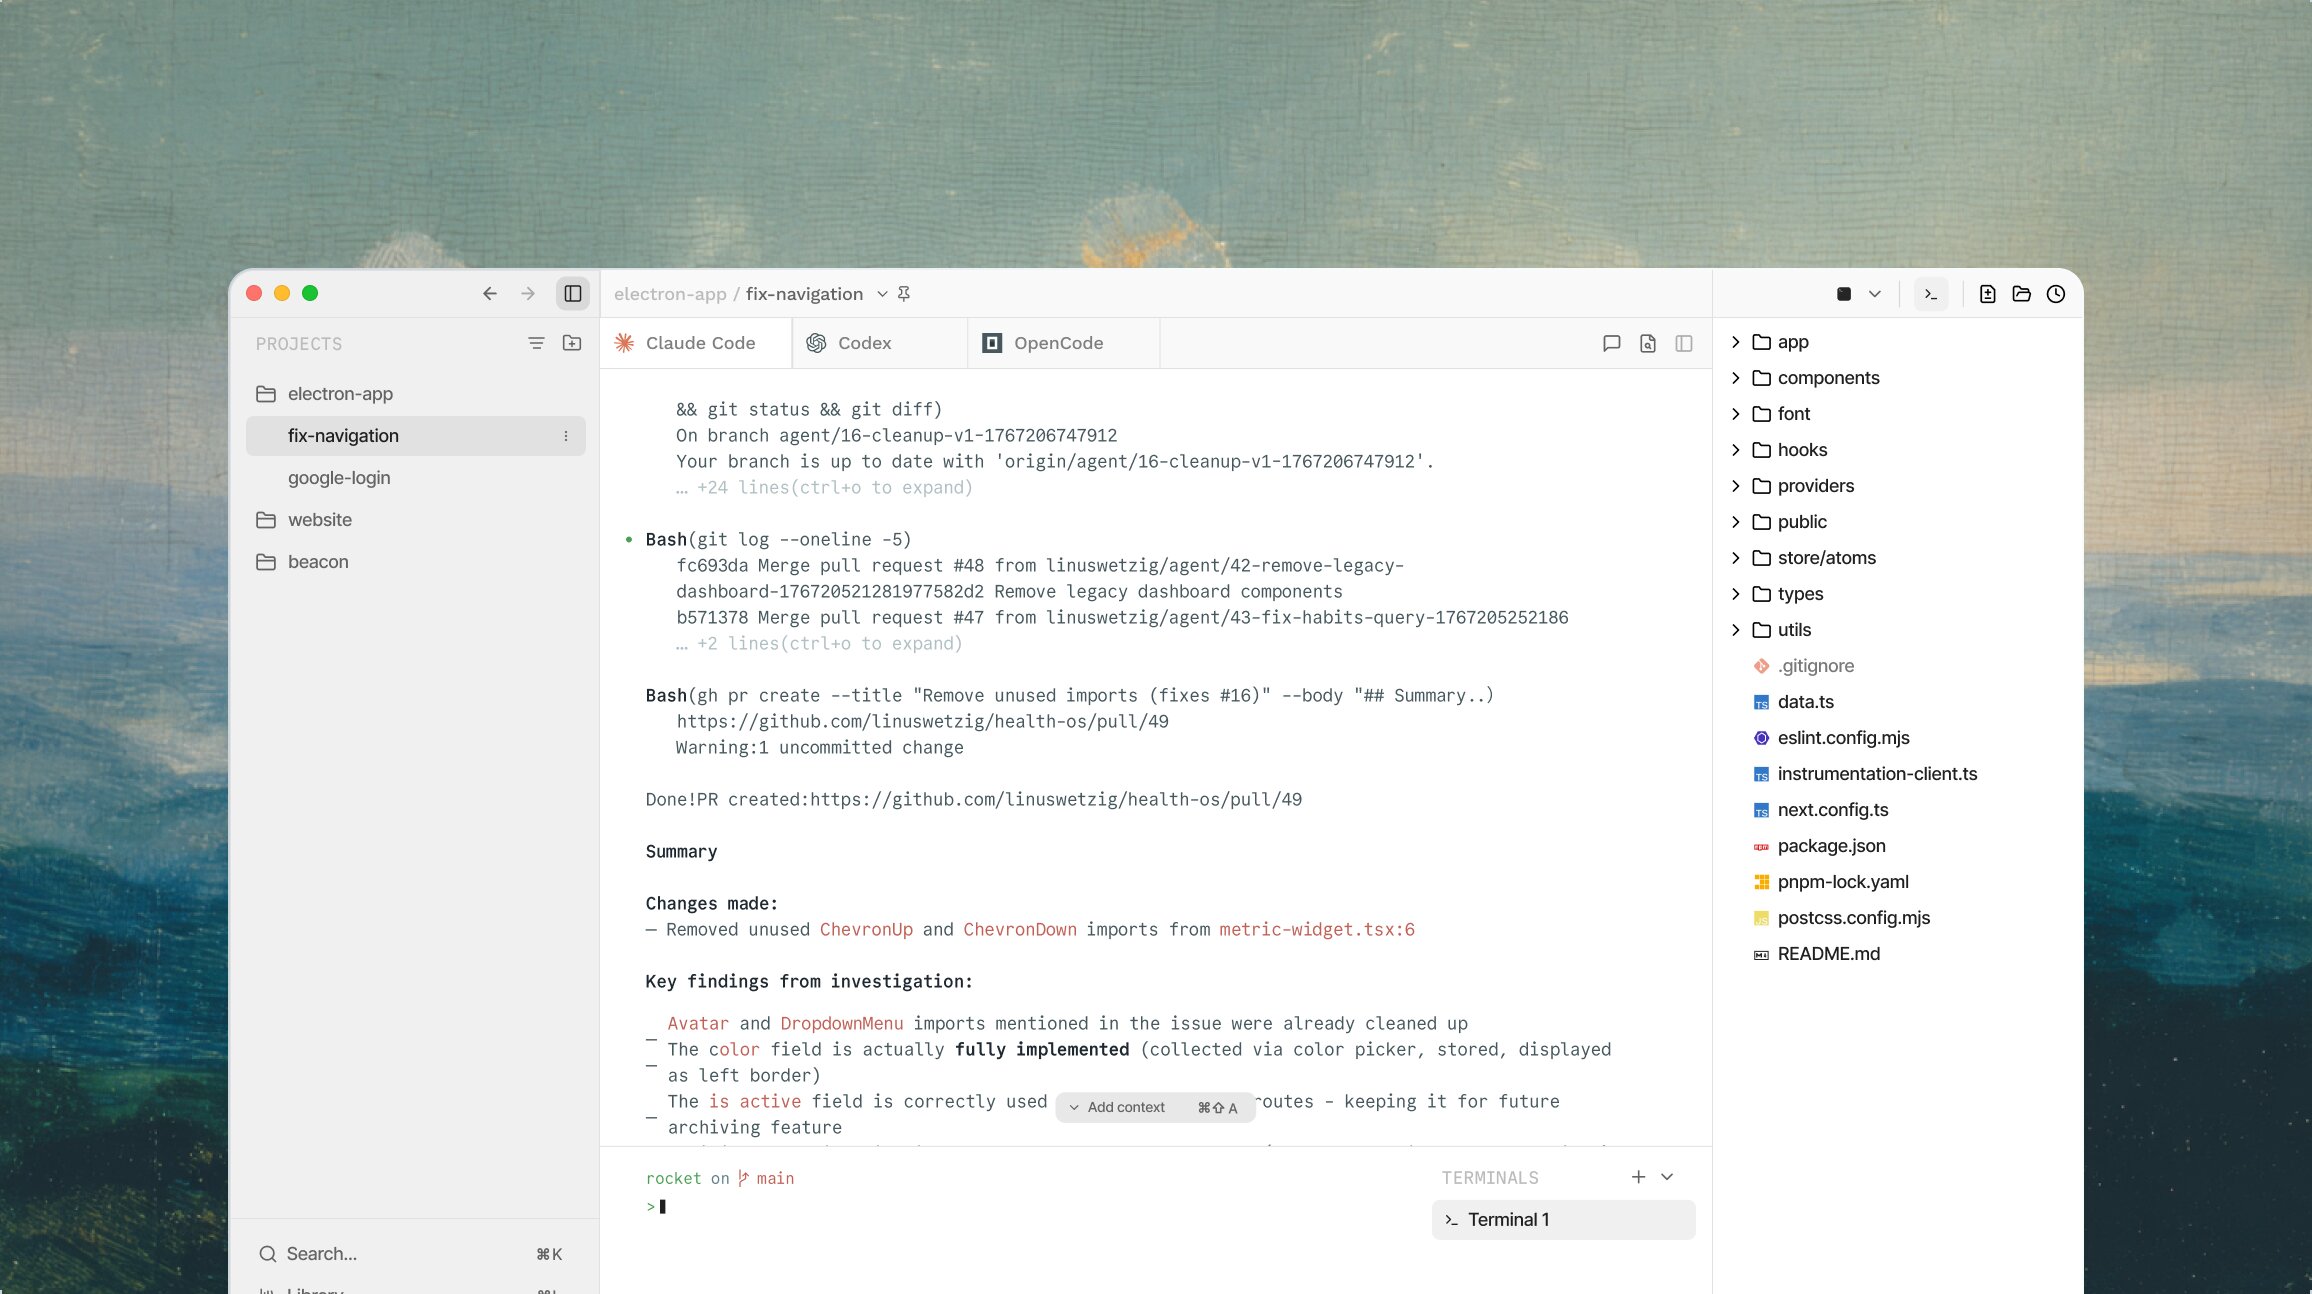 electron-app / fix-navigation
PROJECTS
electron-app
fix-navigation
google-login
website
beacon
Search... ⌘K
Library
Claude Code
Codex
OpenCode
&& git status && git diff)
On branch agent/16-cleanup-v1-1767206747912
Your branch is up to date with 'origin/agent/16-cleanup-v1-1767206747912'.
… +24 lines(ctrl+o to expand)
Bash(git log --oneline -5)
fc693da Merge pull request #48 from linuswetzig/agent/42-remove-legacy-
dashboard-176720521281977582d2 Remove legacy dashboard components
b571378 Merge pull request #47 from linuswetzig/agent/43-fix-habits-query-1767205252186
… +2 lines(ctrl+o to expand)
Bash(gh pr create --title "Remove unused imports (fixes #16)" --body "## Summary..)
https://github.com/linuswetzig/health-os/pull/49
Warning:1 uncommitted change
Done!PR created:https://github.com/linuswetzig/health-os/pull/49
Summary
Changes made:
— Removed unused ChevronUp and ChevronDown imports from metric-widget.tsx:6
Key findings from investigation:
— Avatar and DropdownMenu imports mentioned in the issue were already cleaned up
— The color field is actually fully implemented (collected via color picker, stored, displayed
as left border)
— The is active field is correctly used routes - keeping it for future
archiving feature
Add context ⌘⇧A
rocket on main
>
TERMINALS
>_ Terminal 1
app
components
font
hooks
providers
public
store/atoms
types
utils
.gitignore
data.ts
eslint.config.mjs
instrumentation-client.ts
next.config.ts
package.json
pnpm-lock.yaml
postcss.config.mjs
README.md